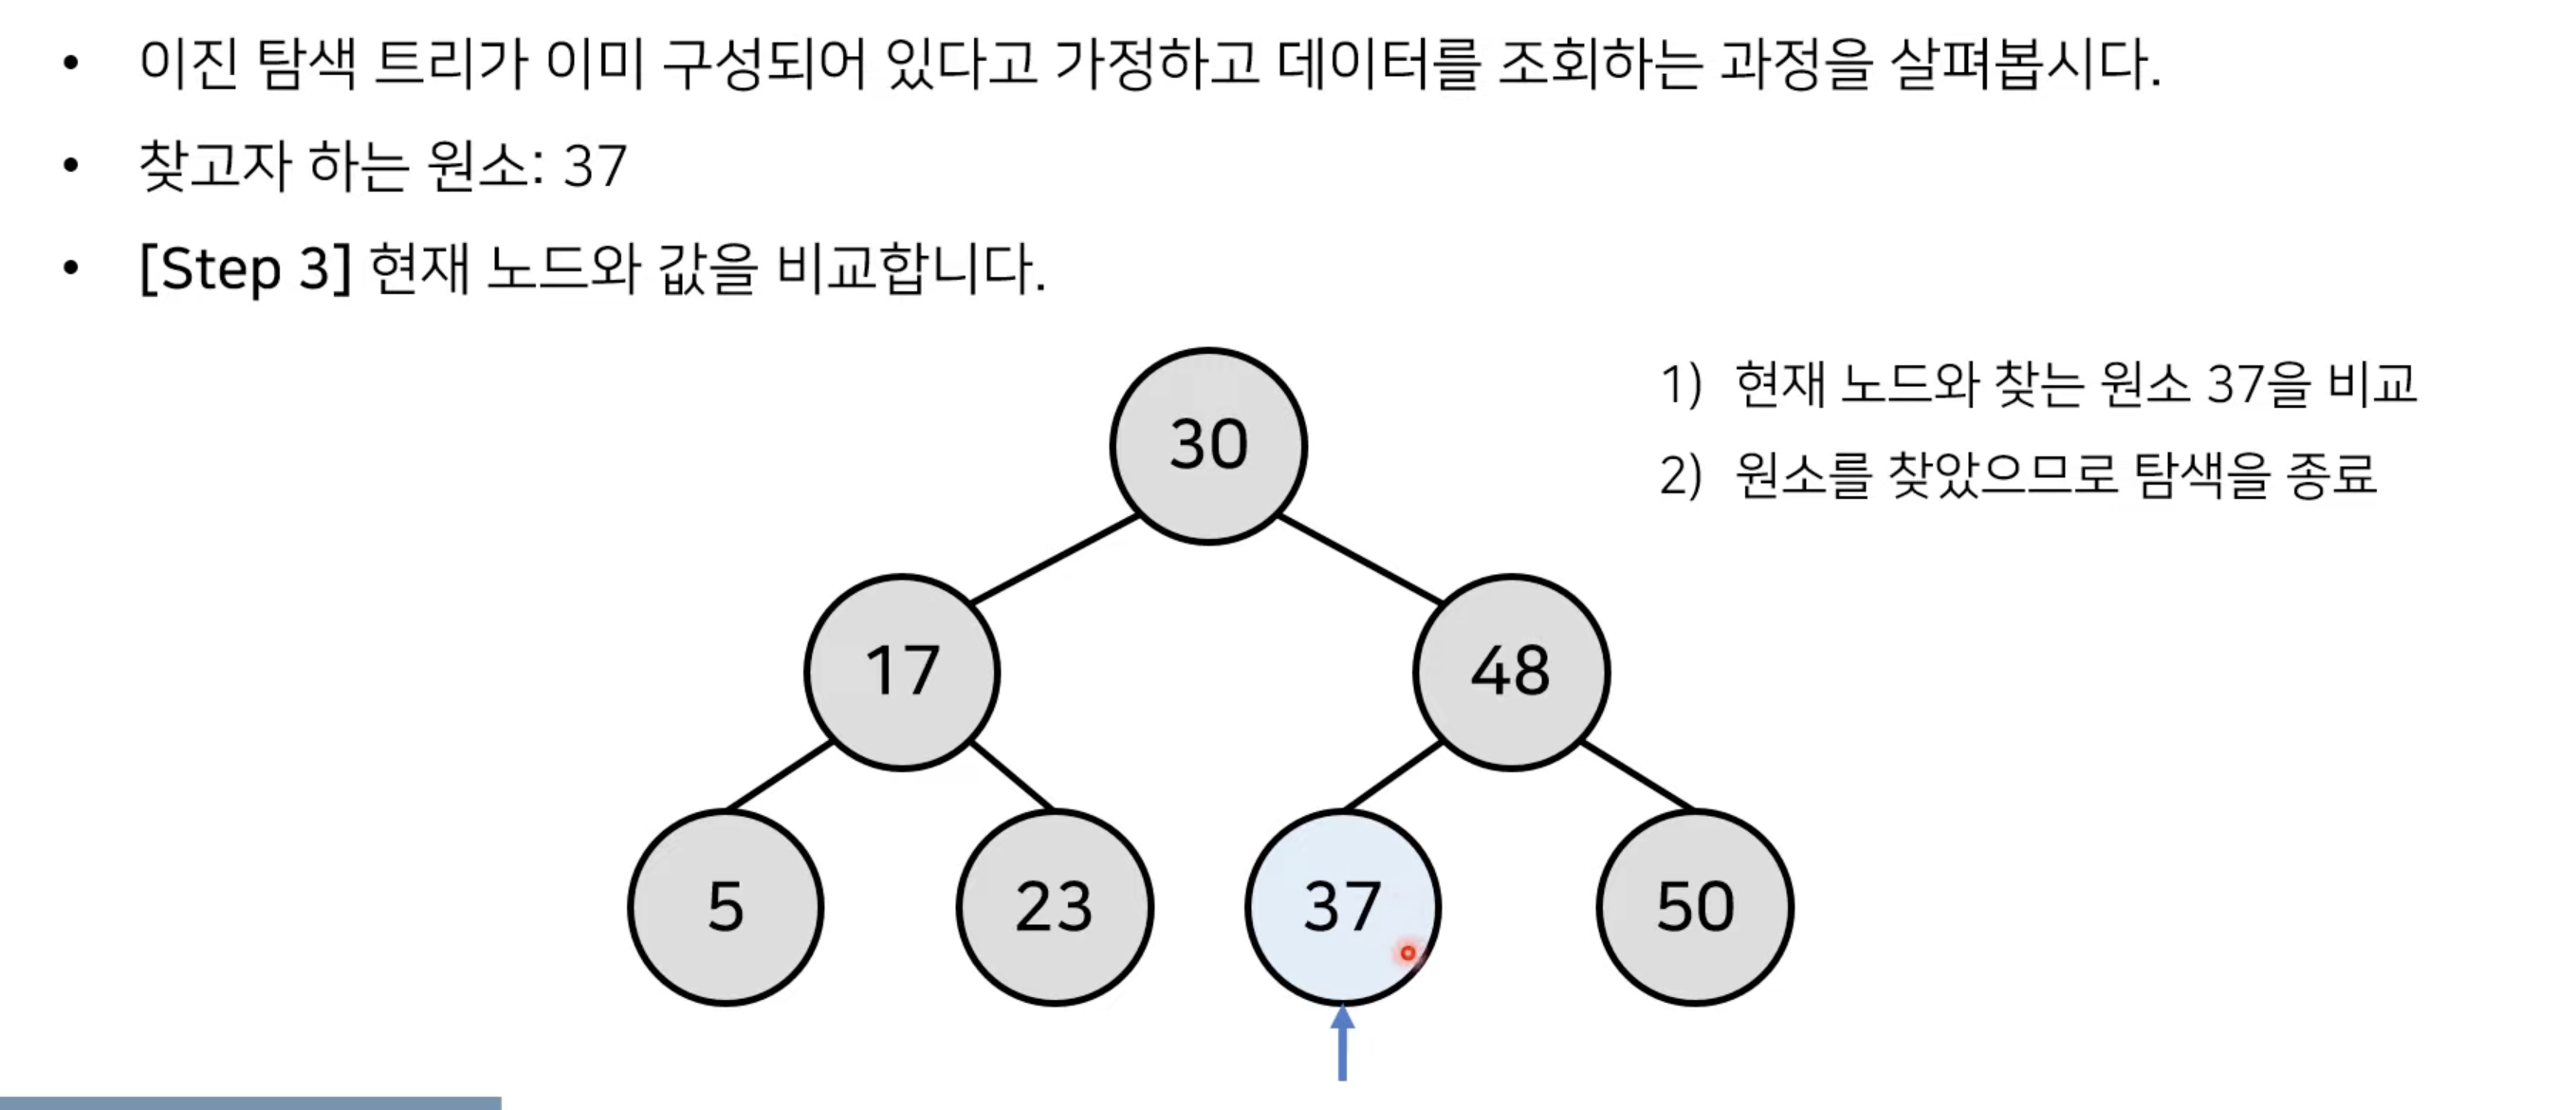 • 이진 탐색 트리가 이미 구성되어 있다고 가정하고 데이터를 조회하는 과정을 살펴봅시다.
• 찾고자 하는 원소: 37
• [Step 3] 현재 노드와 값을 비교합니다.
1) 현재 노드와 찾는 원소 37을 비교
2) 원소를 찾았으므로 탐색을 종료
30
17 48
5 23 37 50